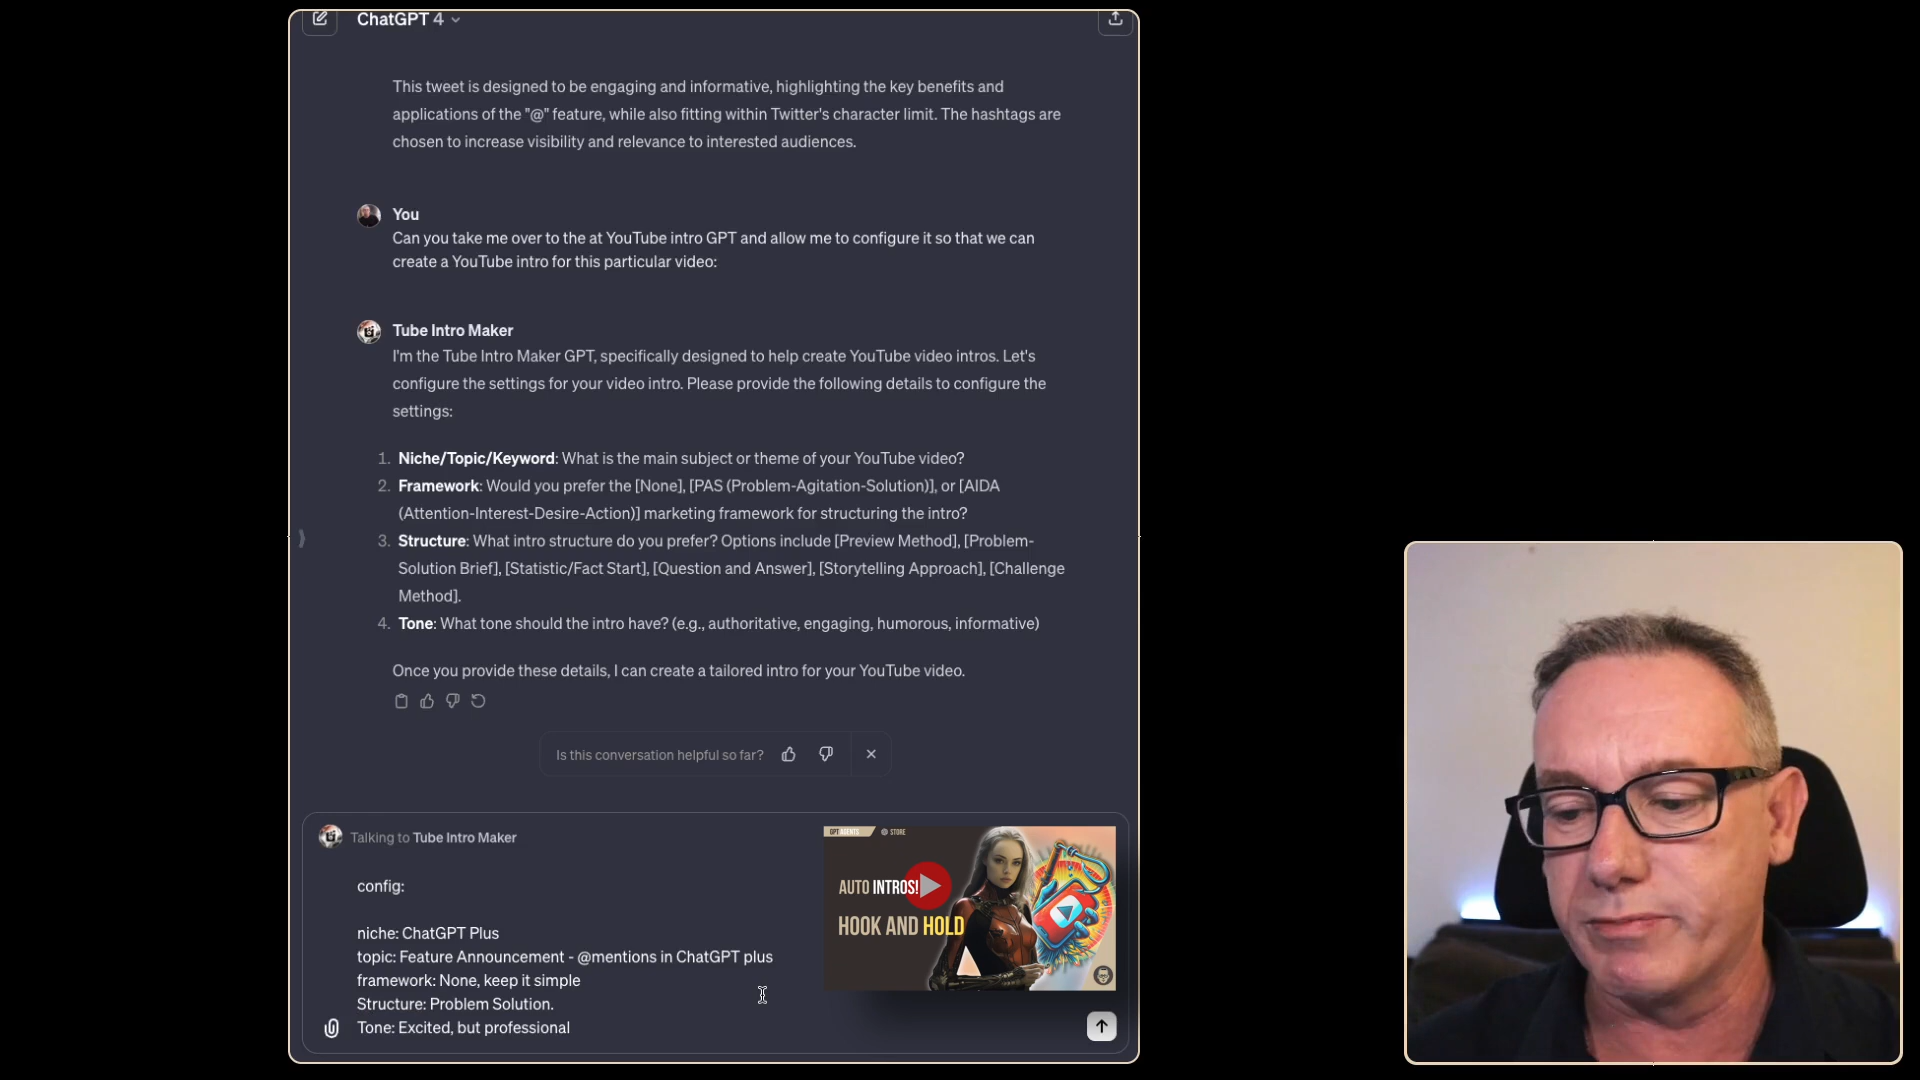 ChatGPT 4
This tweet is designed to be engaging and informative, highlighting the key benefits and
applications of the "@" feature, while also fitting within Twitter's character limit. The hashtags are
chosen to increase visibility and relevance to interested audiences.
You
Can you take me over to the at YouTube intro GPT and allow me to configure it so that we can
create a YouTube intro for this particular video:
Tube Intro Maker
I'm the Tube Intro Maker GPT, specifically designed to help create YouTube video intros. Let's
configure the settings for your video intro. Please provide the following details to configure the
settings:
1. Niche/Topic/Keyword: What is the main subject or theme of your YouTube video?
2. Framework: Would you prefer the [None], [PAS (Problem-Agitation-Solution)], or [AIDA
(Attention-Interest-Desire-Action)] marketing framework for structuring the intro?
3. Structure: What intro structure do you prefer? Options include [Preview Method], [Problem-
Solution Brief], [Statistic/Fact Start], [Question and Answer], [Storytelling Approach], [Challenge
Method].
4. Tone: What tone should the intro have? (e.g., authoritative, engaging, humorous, informative)
Once you provide these details, I can create a tailored intro for your YouTube video.
Is this conversation helpful so far?
Talking to Tube Intro Maker
config:
niche: ChatGPT Plus
topic: Feature Announcement - @mentions in ChatGPT plus
framework: None, keep it simple
Structure: Problem Solution.
Tone: Excited, but professional
GPT AGENTS STORE
AUTO INTROS!
HOOK AND HOLD